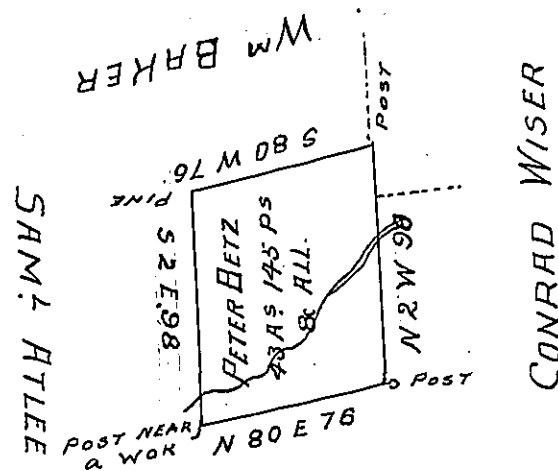 Wm BAKER
POST
S 80 W 76
PINE
CONRAD WISER
SAM.L ATLEE
S 2 E. 98
PETER BETZ
43 As 145 PS
& ALL.
N 2 W 98
POST
POST NEAR
a WOK
N 80 E 76